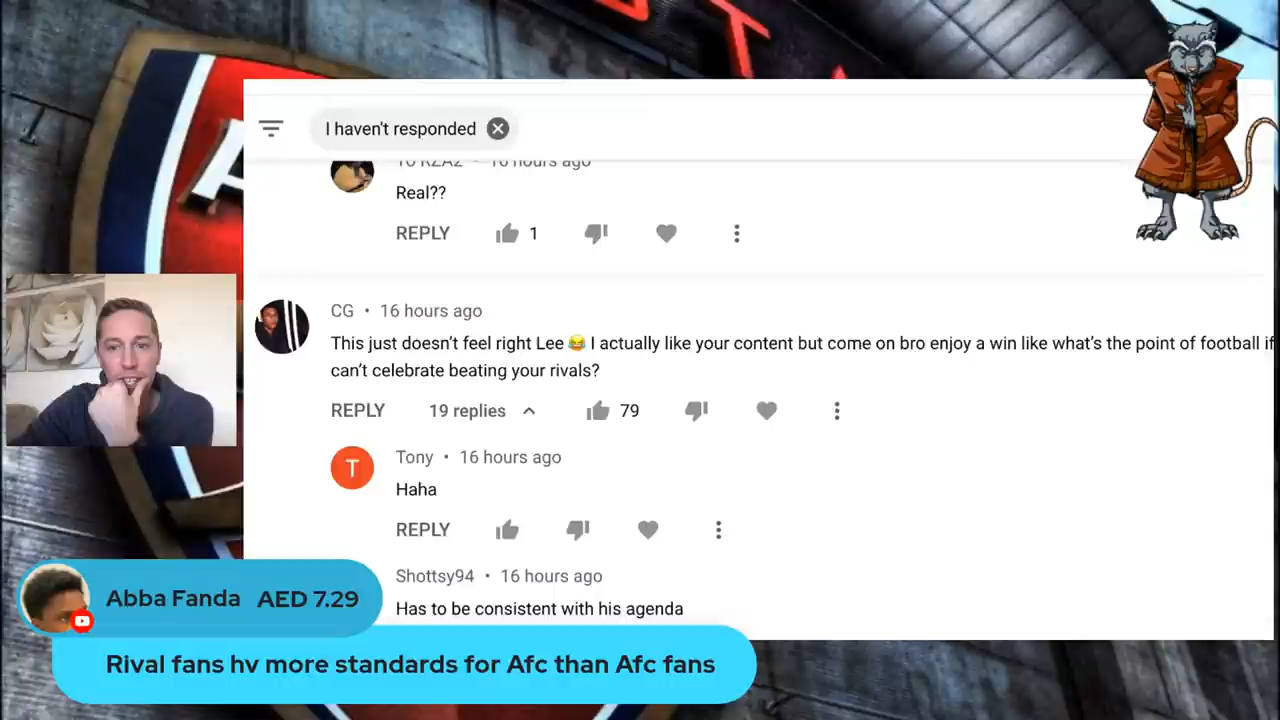 I haven't responded
16 hours ago
Real??
REPLY 1
CG • 16 hours ago
This just doesn't feel right Lee 😂 I actually like your content but come on bro enjoy a win like what's the point of football if
can't celebrate beating your rivals?
REPLY 19 replies 79
T
Tony • 16 hours ago
Haha
REPLY
Shottsy94 • 16 hours ago
Has to be consistent with his agenda
Abba Fanda AED 7.29
Rival fans hv more standards for Afc than Afc fans